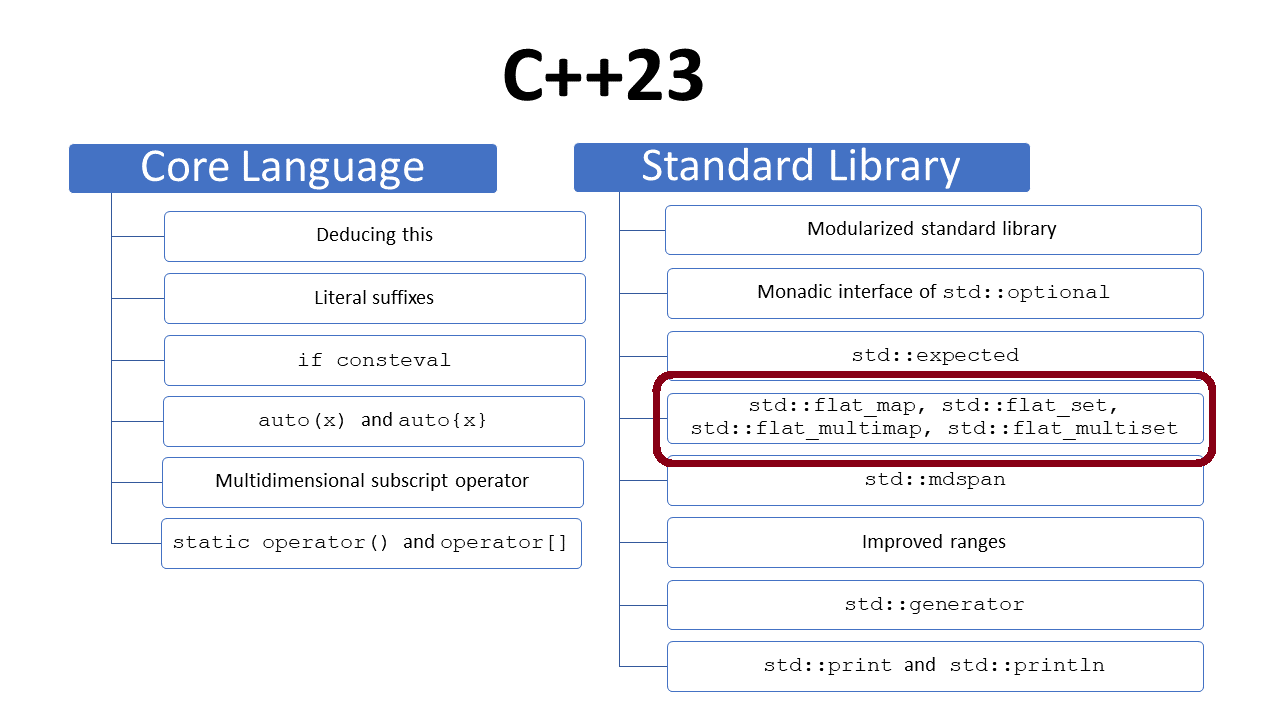 C++23
Core Language
Deducing this
Literal suffixes
if consteval
auto(x) and auto{x}
Multidimensional subscript operator
static operator() and operator[]
Standard Library
Modularized standard library
Monadic interface of std::optional
std::expected
std::flat_map, std::flat_set,
std::flat_multimap, std::flat_multiset
std::mdspan
Improved ranges
std::generator
std::print and std::println